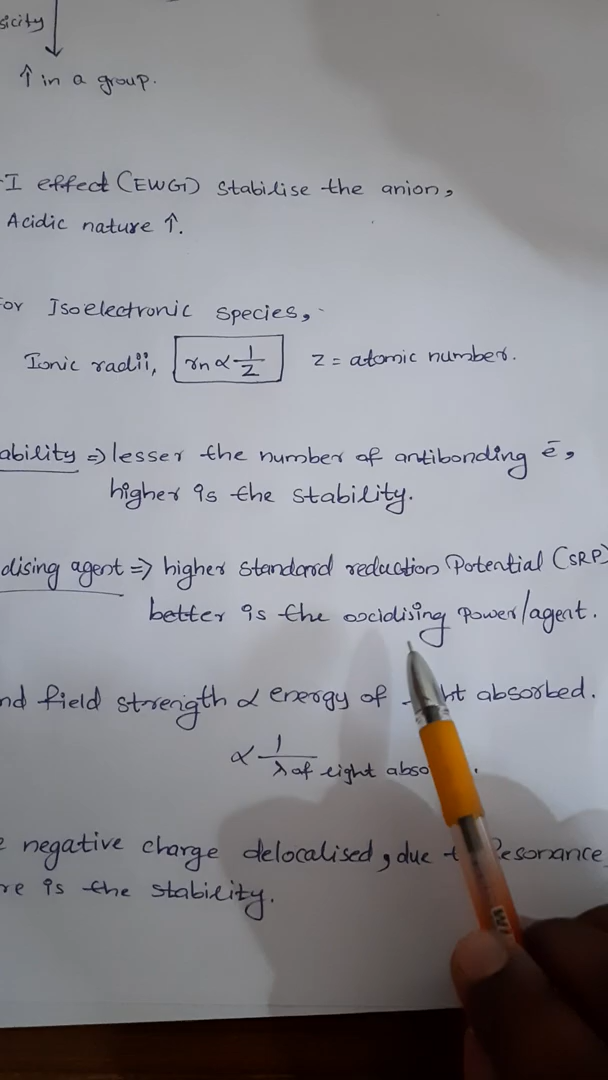 sicity
↑ in a group.
-I effect (EWG) stabilise the anion,
Acidic nature ↑.
For Isoelectronic species,
Ionic radii, rn ∝ 1/Z Z = atomic number.
ability => lesser the number of antibonding ē,
higher is the stability.
dising agent => higher standard reduction Potential (SRP)
better is the oxidising power/agent.
nd field strength ∝ energy of ght absorbed.
∝ 1/λ of light abso .
e negative charge delocalised, due t Resonance
re is the stability.